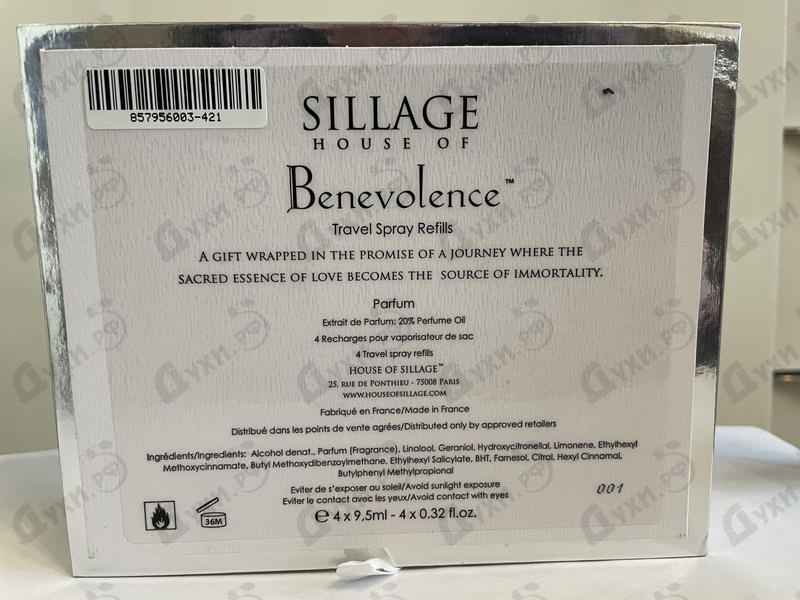 857956003-421
SILLAGE
HOUSE OF
Benevolence™
Travel Spray Refills
A GIFT WRAPPED IN THE PROMISE OF A JOURNEY WHERE THE
SACRED ESSENCE OF LOVE BECOMES THE SOURCE OF IMMORTALITY.
Parfum
Extrait de Parfum: 20% Perfume Oil
4 Recharges pour vaporisateur de sac
4 Travel spray refills
HOUSE OF SILLAGE™
25, RUE DE PONTHIEU - 75008 PARIS
WWW.HOUSEOFSILLAGE.COM
Fabriqué en France/Made in France
Distribué dans les points de vente agrées/Distributed only by approved retailers
Ingrédients/Ingredients: Alcohol denat., Parfum (Fragrance), Linalool, Geraniol, Hydroxycitronellal, Limonene, Ethylhexyl
Methoxycinnamate, Butyl Methoxydibenzoylmethane, Ethylhexyl Salicylate, BHT, Farnesol, Citral, Hexyl Cinnamal,
Butylphenyl Methylpropional
Eviter de s'exposer au soleil/Avoid sunlight exposure
Eviter le contact avec les yeux/Avoid contact with eyes
001
36M
℮ 4 x 9,5ml - 4 x 0.32 fl.oz.
Духи.рф